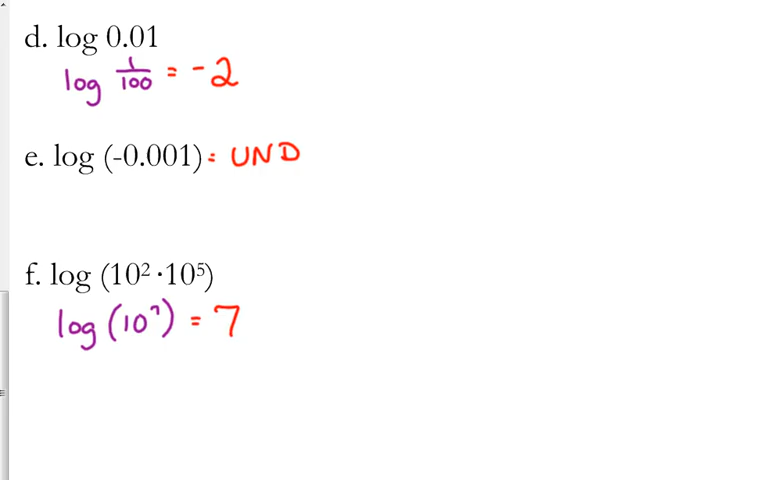 d. log 0.01
log 1/100 = -2
e. log (-0.001) = UND
f. log (10² · 10⁵)
log (10⁷) = 7